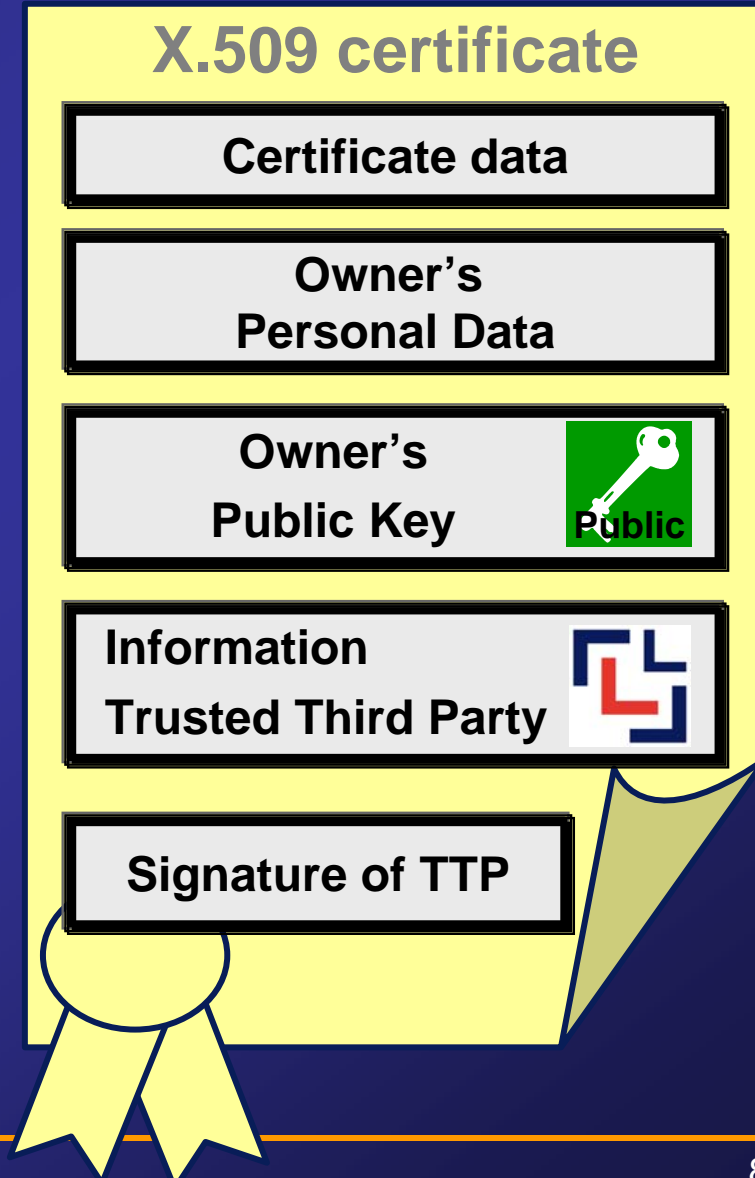 X.509 certificate
Certificate data
Owner’s
Personal Data
Owner’s
Public Key
Public
Information
Trusted Third Party
Signature of TTP